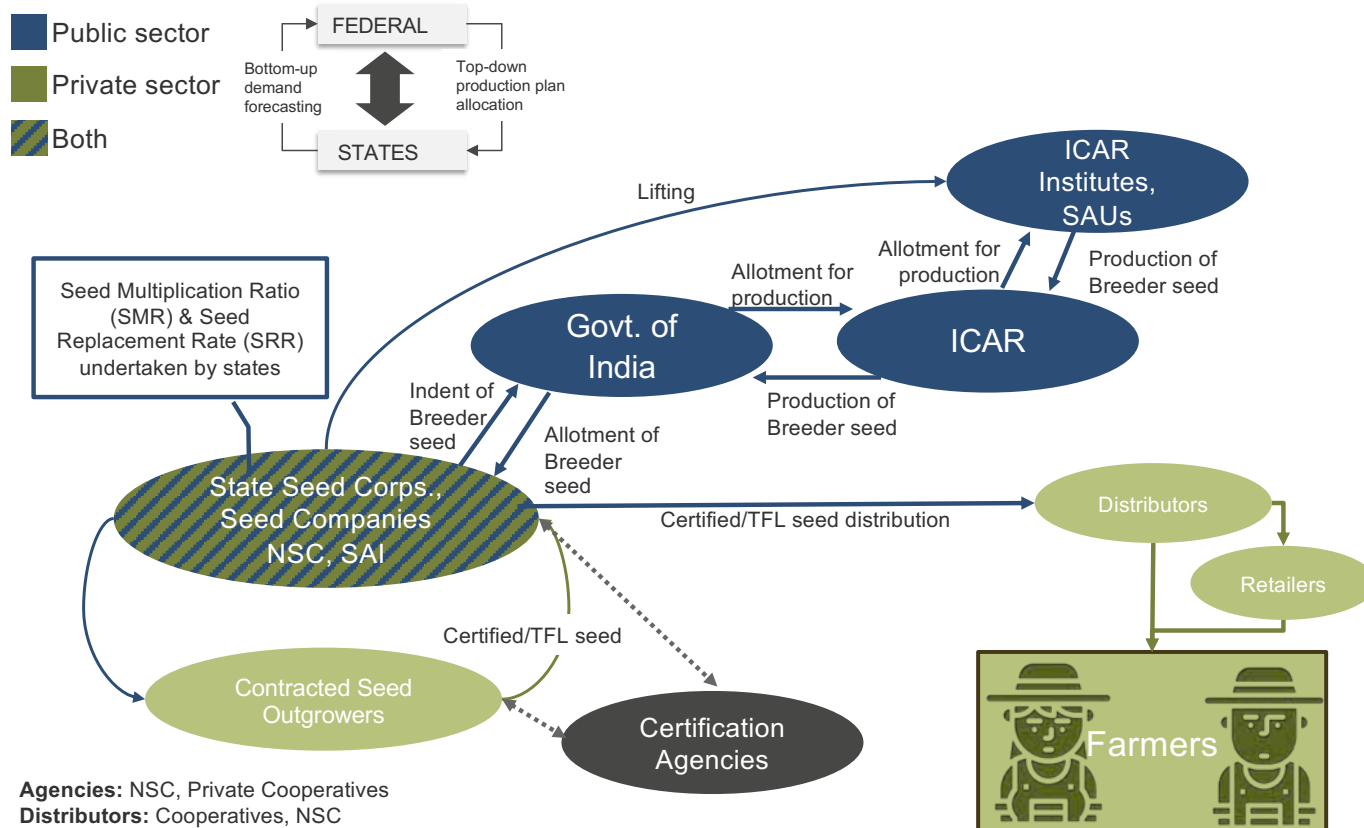 Public sector
Private sector
Both
FEDERAL
Bottom-up
demand
forecasting
Top-down
production plan
allocation
STATES
ICAR
Institutes,
SAUs
Lifting
Allotment for
production
Production of
Breeder seed
Allotment for
production
Seed Multiplication Ratio
(SMR) & Seed
Replacement Rate (SRR)
undertaken by states
Govt. of
India
ICAR
Indent of
Breeder
seed
Production of
Breeder seed
Allotment of
Breeder
seed
State Seed Corps.,
Seed Companies
NSC, SAI
Certified/TFL seed distribution
Distributors
Retailers
Certified/TFL seed
Contracted Seed
Outgrowers
Certification
Agencies
Farmers
Agencies: NSC, Private Cooperatives
Distributors: Cooperatives, NSC